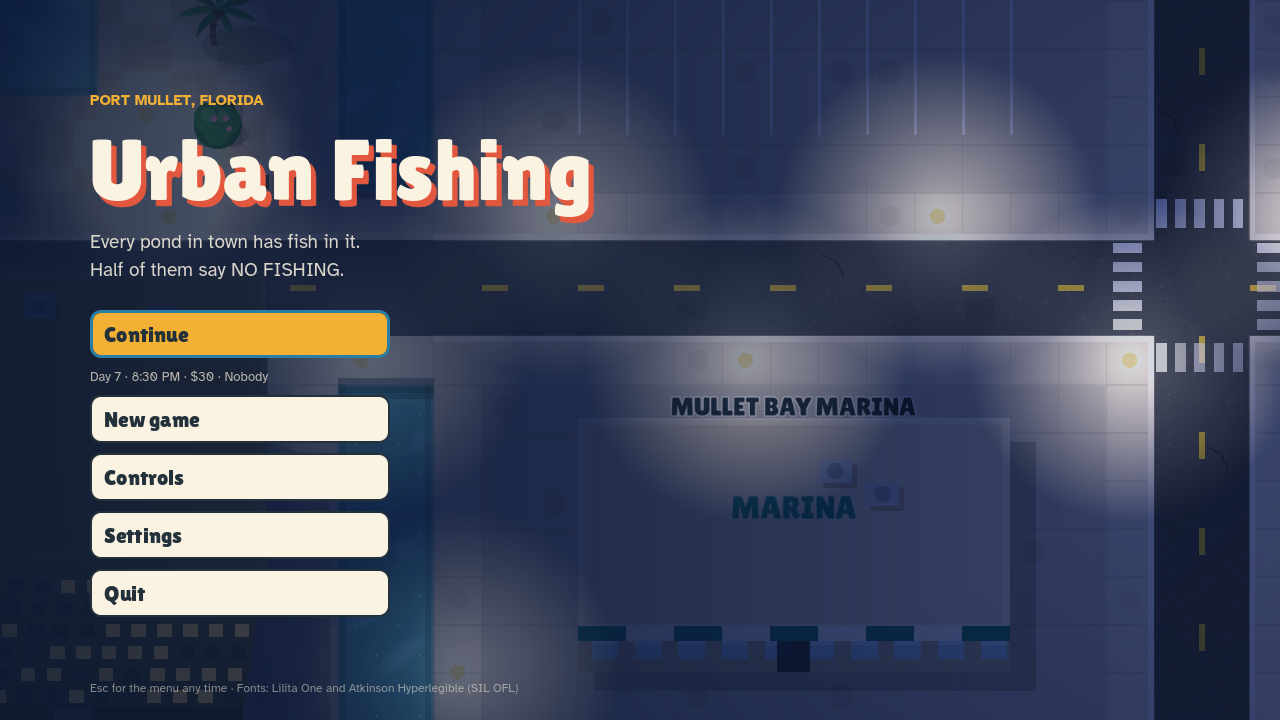 PORT MULLET, FLORIDA
Urban Fishing
Every pond in town has fish in it.
Half of them say NO FISHING.
Continue
Day 7 · 8:30 PM · $30 · Nobody
New game
Controls
Settings
Quit
MULLET BAY MARINA
MARINA
Esc for the menu any time · Fonts: Lilita One and Atkinson Hyperlegible (SIL OFL)